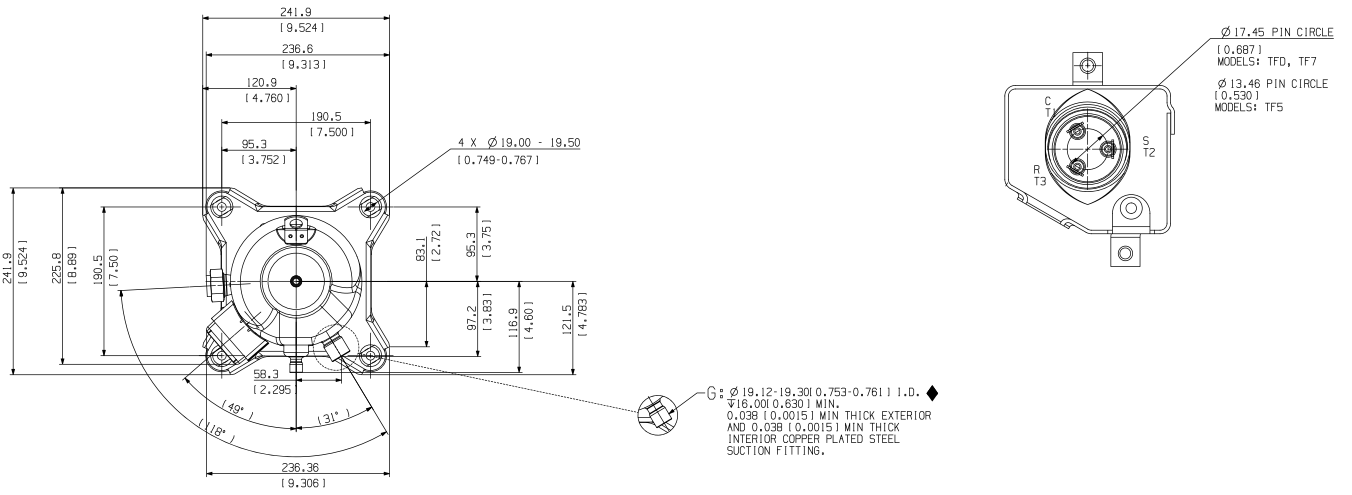 241.9
[9.524]
236.6
[9.313]
120.9
[4.760]
190.5
[7.500]
95.3
[3.752]
4 X Ø 19.00 - 19.50
[0.749-0.767]
241.9
[9.524]
225.8
[8.89]
190.5
[7.50]
83.1
[2.72]
95.3
[3.75]
97.2
[3.83]
116.9
[4.60]
121.5
[4.783]
58.3
[2.295]
[49°]
[31°]
[118°]
236.36
[9.306]
G: Ø 19.12-19.30[0.753-0.761] I.D.
↧16.00[0.630] MIN.
0.038 [0.0015] MIN THICK EXTERIOR
AND 0.038 [0.0015] MIN THICK
INTERIOR COPPER PLATED STEEL
SUCTION FITTING.
Ø 17.45 PIN CIRCLE
[0.687]
MODELS: TFD, TF7
Ø 13.46 PIN CIRCLE
[0.530]
MODELS: TF5
C
T1
S
T2
R
T3